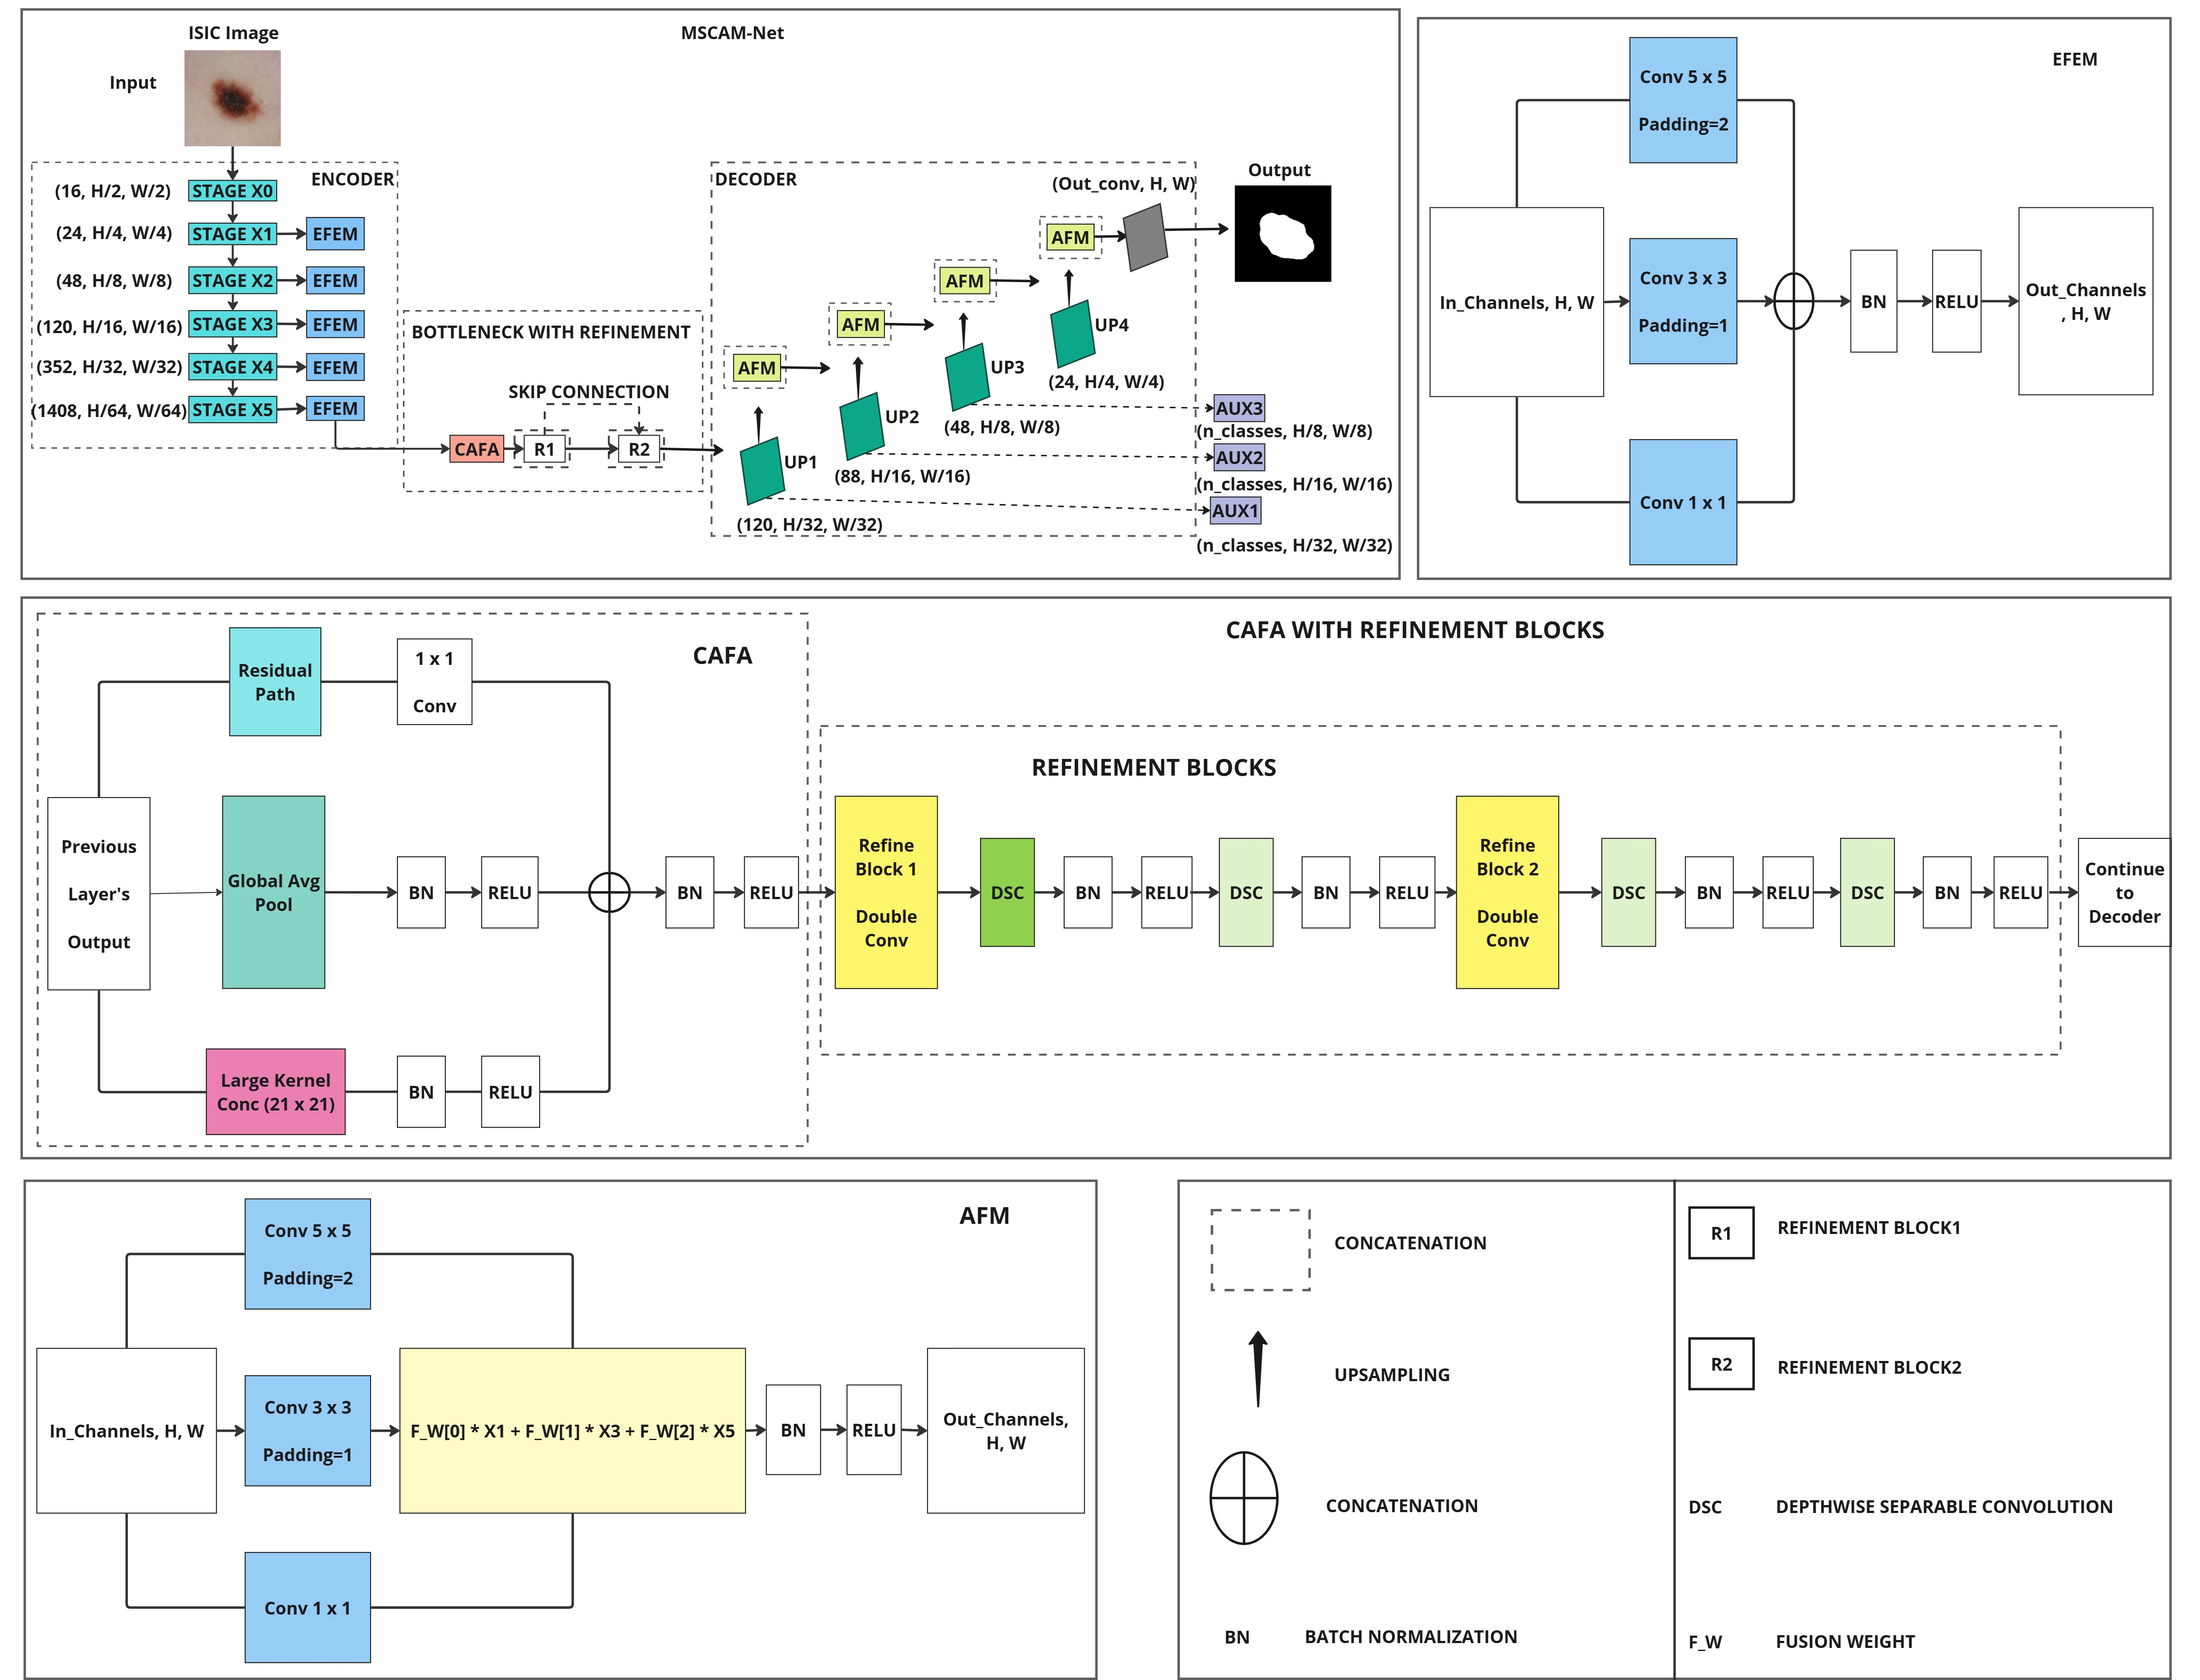 ISIC Image
MSCAM-Net
Input
ENCODER
(16, H/2, W/2)
STAGE X0
(24, H/4, W/4)
STAGE X1
EFEM
(48, H/8, W/8)
STAGE X2
EFEM
(120, H/16, W/16)
STAGE X3
EFEM
(352, H/32, W/32)
STAGE X4
EFEM
(1408, H/64, W/64)
STAGE X5
EFEM
BOTTLENECK WITH REFINEMENT
SKIP CONNECTION
CAFA
R1
R2
DECODER
(Out_conv, H, W)
Output
AFM
AFM
AFM
AFM
UP4
(24, H/4, W/4)
UP3
(48, H/8, W/8)
UP2
(88, H/16, W/16)
UP1
(120, H/32, W/32)
AUX3
(n_classes, H/8, W/8)
AUX2
(n_classes, H/16, W/16)
AUX1
(n_classes, H/32, W/32)
EFEM
Conv 5 x 5
Padding=2
In_Channels, H, W
Conv 3 x 3
Padding=1
Conv 1 x 1
BN
RELU
Out_Channels
, H, W
CAFA WITH REFINEMENT BLOCKS
CAFA
Residual
Path
1 x 1
Conv
Previous
Layer's
Output
Global Avg
Pool
BN
RELU
BN
RELU
Large Kernel
Conc (21 x 21)
BN
RELU
REFINEMENT BLOCKS
Refine
Block 1
Double
Conv
DSC
BN
RELU
DSC
BN
RELU
Refine
Block 2
Double
Conv
DSC
BN
RELU
DSC
BN
RELU
Continue
to
Decoder
AFM
Conv 5 x 5
Padding=2
In_Channels, H, W
Conv 3 x 3
Padding=1
Conv 1 x 1
F_W[0] * X1 + F_W[1] * X3 + F_W[2] * X5
BN
RELU
Out_Channels,
H, W
CONCATENATION
UPSAMPLING
CONCATENATION
BN
BATCH NORMALIZATION
R1
REFINEMENT BLOCK1
R2
REFINEMENT BLOCK2
DSC
DEPTHWISE SEPARABLE CONVOLUTION
F_W
FUSION WEIGHT